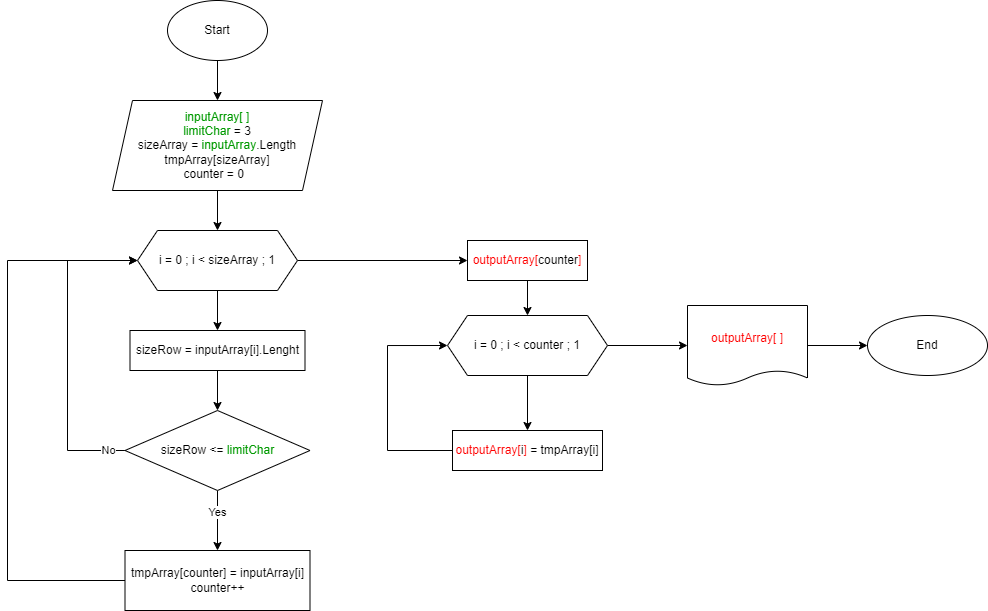 Start
inputArray[ ]
limitChar = 3
sizeArray = inputArray.Length
tmpArray[sizeArray]
counter = 0
i = 0 ; i < sizeArray ; 1
sizeRow = inputArray[i].Lenght
sizeRow <= limitChar
No
Yes
tmpArray[counter] = inputArray[i]
counter++
outputArray[counter]
i = 0 ; i < counter ; 1
outputArray[i] = tmpArray[i]
outputArray[ ]
End